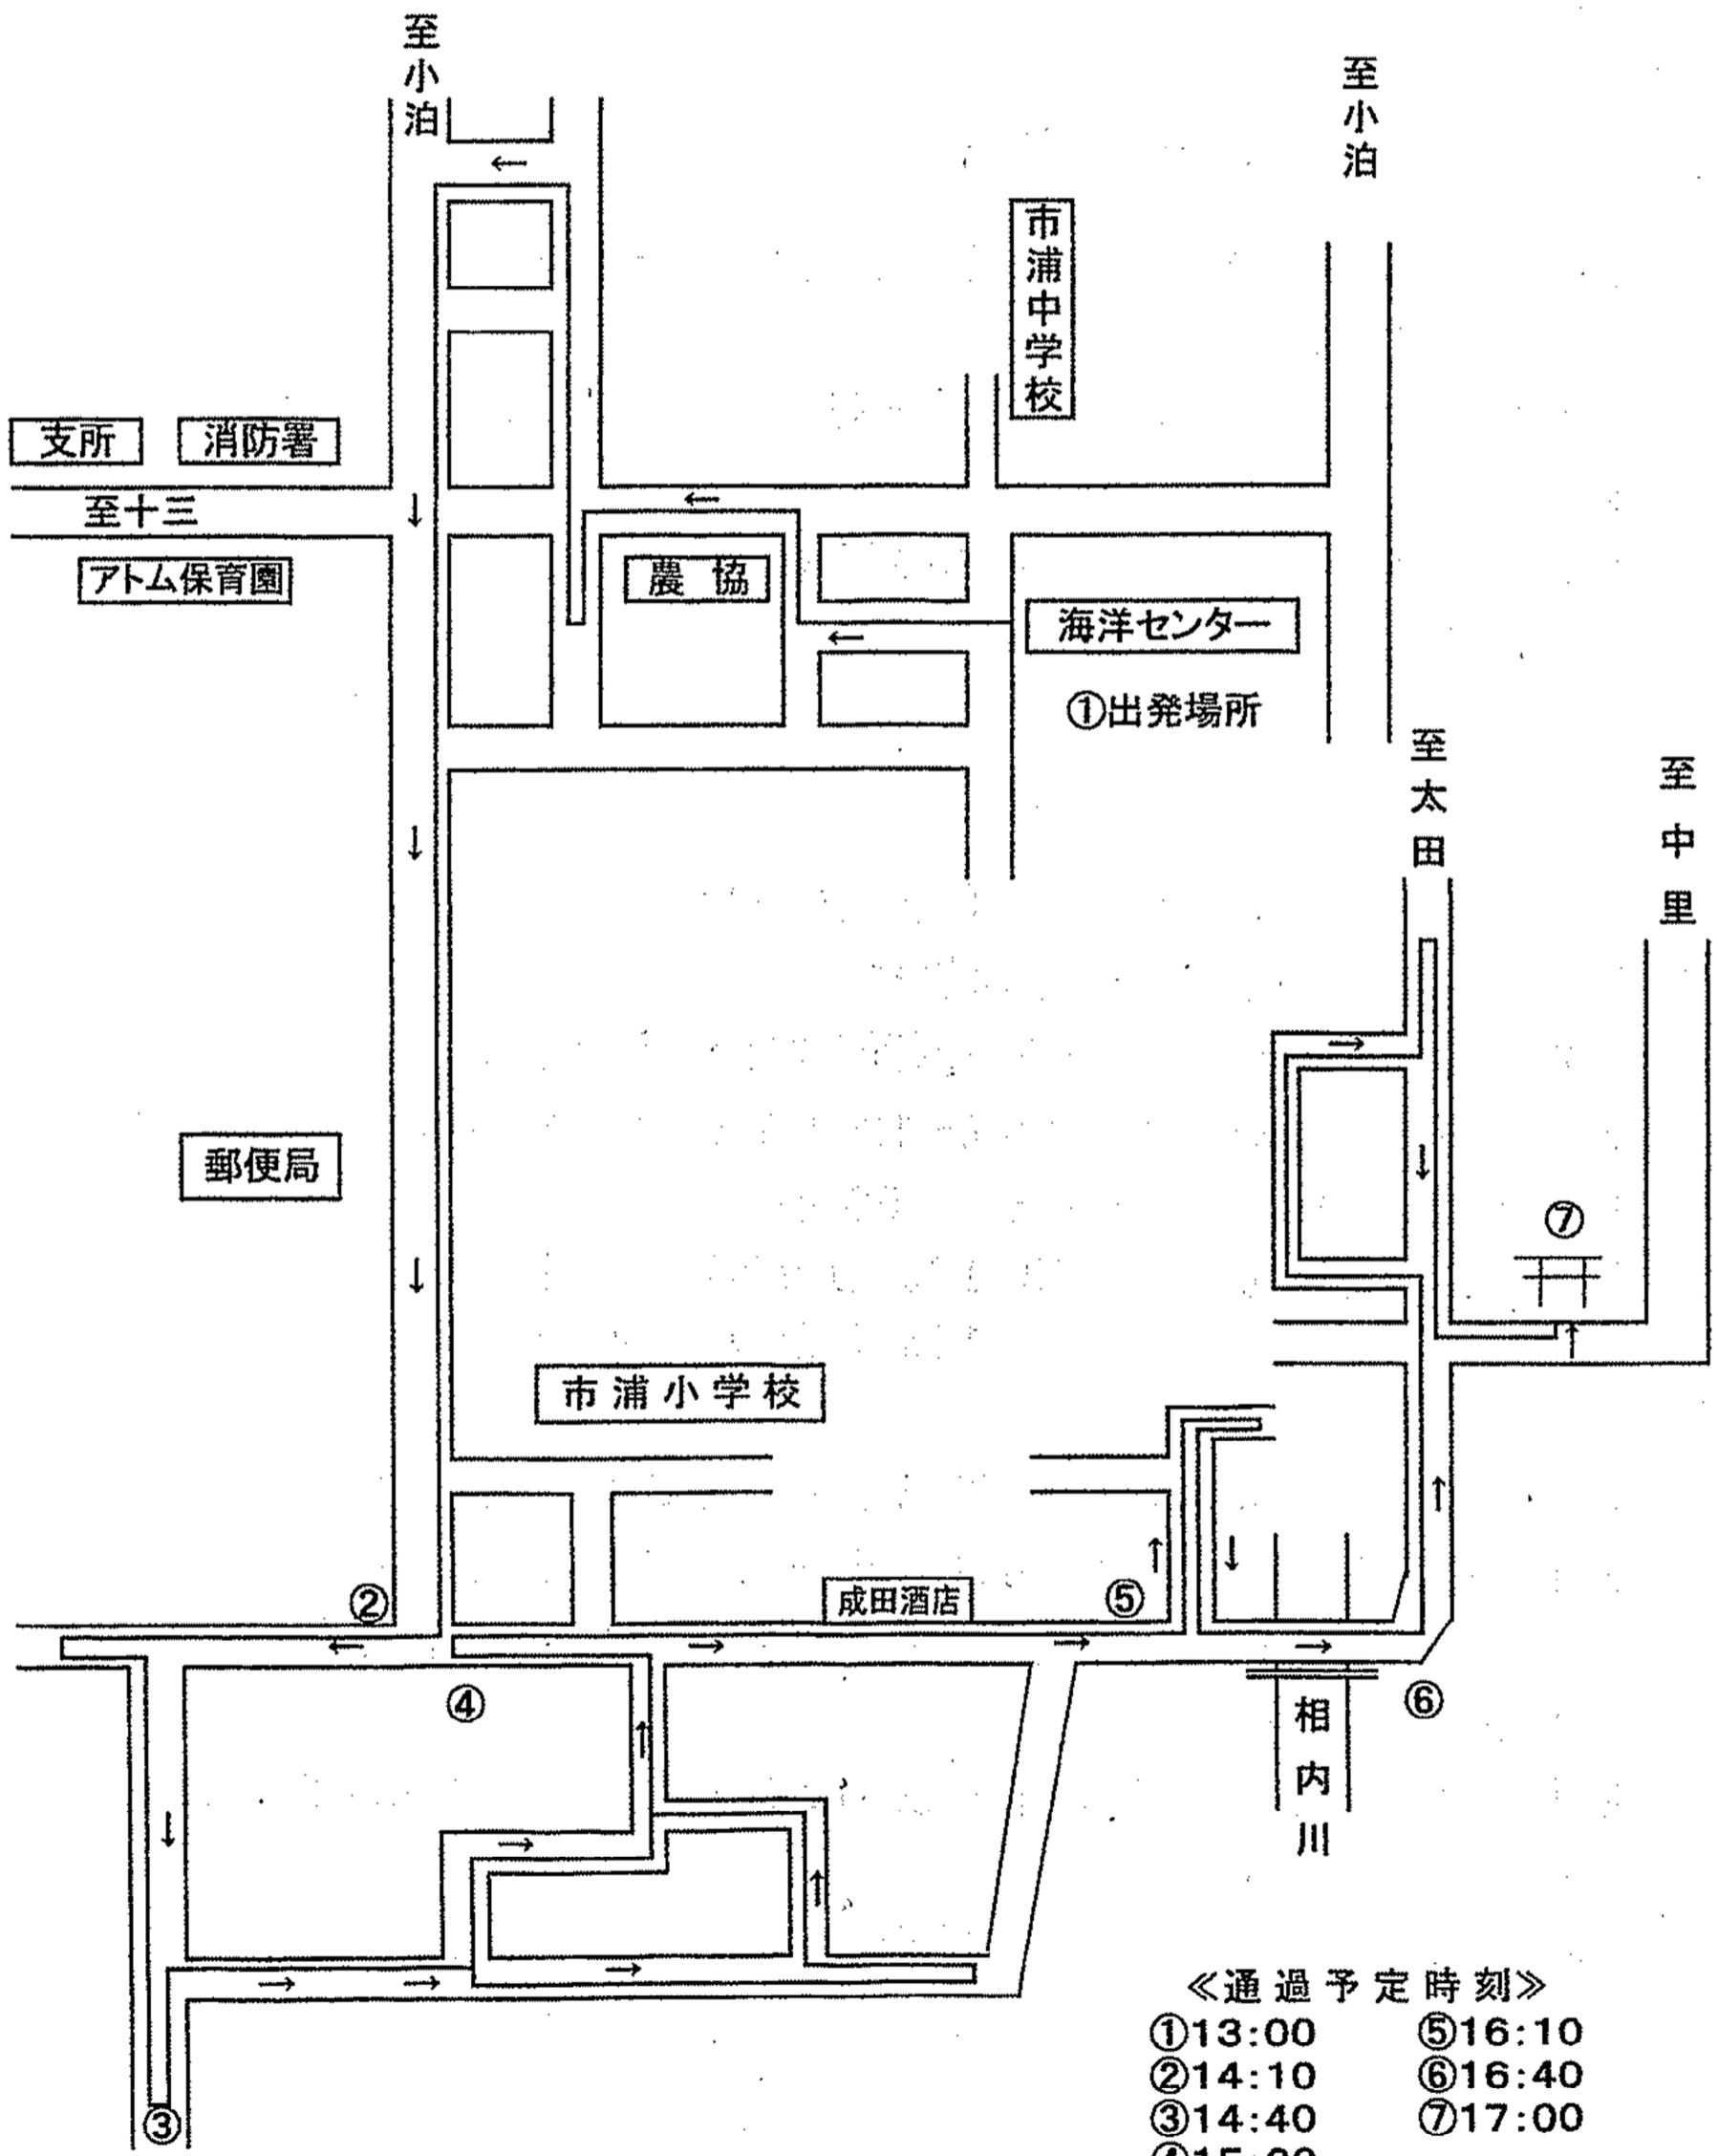 至小泊
至小泊
市浦中学校
支所
消防署
至十三
アトム保育園
農協
海洋センター
①出発場所
至太田
至中里
郵便局
⑦
市浦小学校
②
成田酒店
⑤
④
⑥
相内川
③
≪通過予定時刻≫
①13:00
②14:10
③14:40
⑤16:10
⑥16:40
⑦17:00